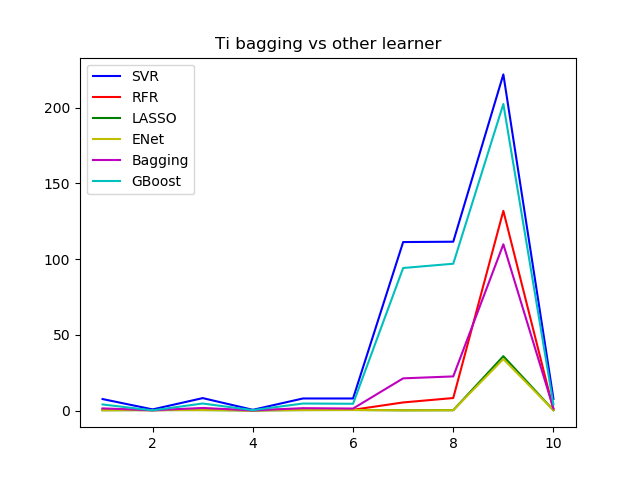 Ti bagging vs other learner
SVR
RFR
LASSO
ENet
Bagging
GBoost
200
150
100
50
0
2 4 6 8 10